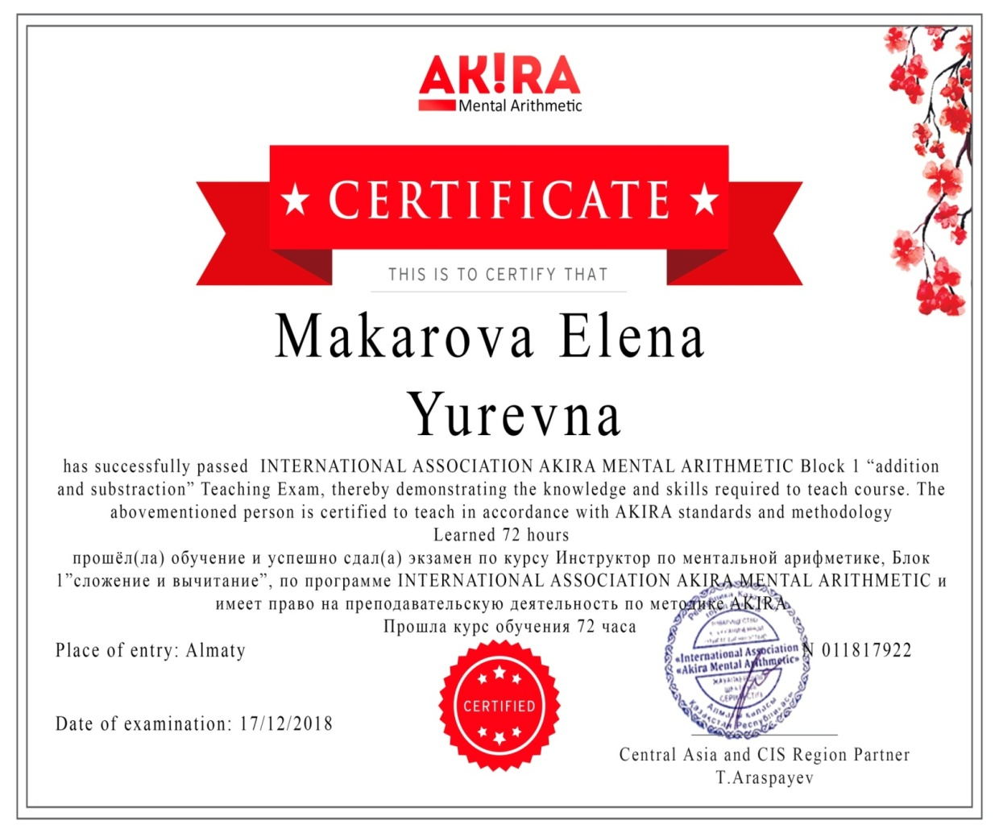 AK!RA
Mental Arithmetic
CERTIFICATE
THIS IS TO CERTIFY THAT
Makarova Elena
Yurevna
has successfully passed INTERNATIONAL ASSOCIATION AKIRA MENTAL ARITHMETIC Block 1 “addition
and substraction” Teaching Exam, thereby demonstrating the knowledge and skills required to teach course. The
abovementioned person is certified to teach in accordance with AKIRA standards and methodology
Learned 72 hours
прошёл(ла) обучение и успешно сдал(а) экзамен по курсу Инструктор по ментальной арифметике, Блок
1”сложение и вычитание”, по программе INTERNATIONAL ASSOCIATION AKIRA MENTAL ARITHMETIC и
имеет право на преподавательскую деятельность по методике AKIRA
Прошла курс обучения 72 часа
Place of entry: Almaty
N 011817922
«International Association
«Akira Mental Arithmetic»
Алматы қаласы
Қазақстан Республикасы
CERTIFIED
Date of examination: 17/12/2018
Central Asia and CIS Region Partner
T.Araspayev